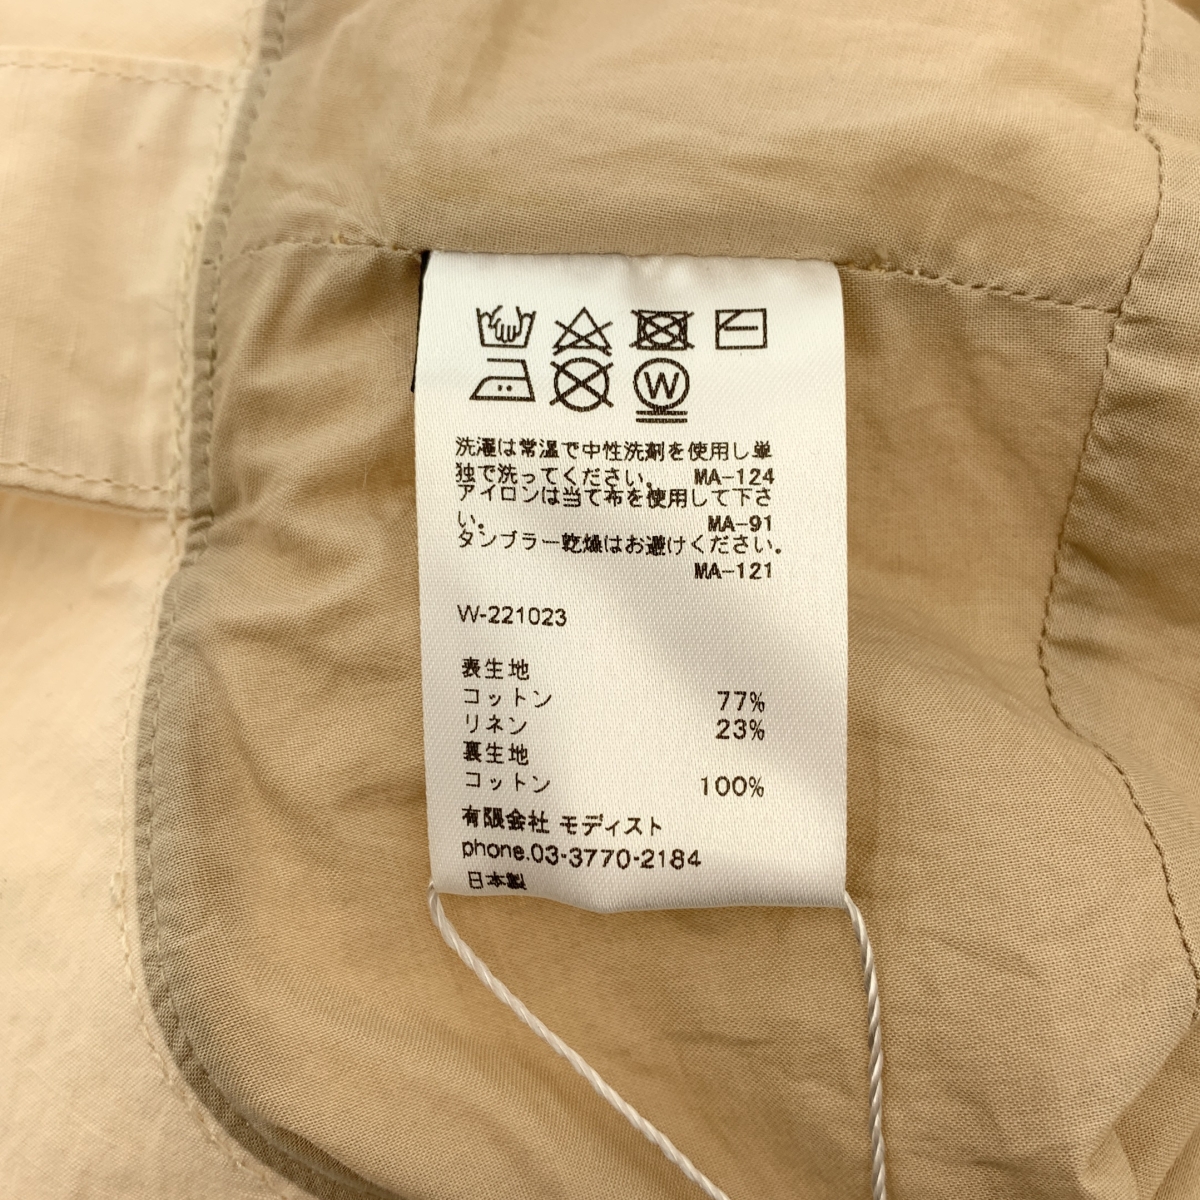 W
洗濯は常温で中性洗剤を使用し単
独で洗ってください。 MA-124
アイロンは当て布を使用して下さ
い。 MA-91
タンブラー乾燥はお避けください。
MA-121
W-221023
表生地
コットン 77%
リネン 23%
裏生地
コットン 100%
有限会社 モディスト
phone.03-3770-2184
日本製